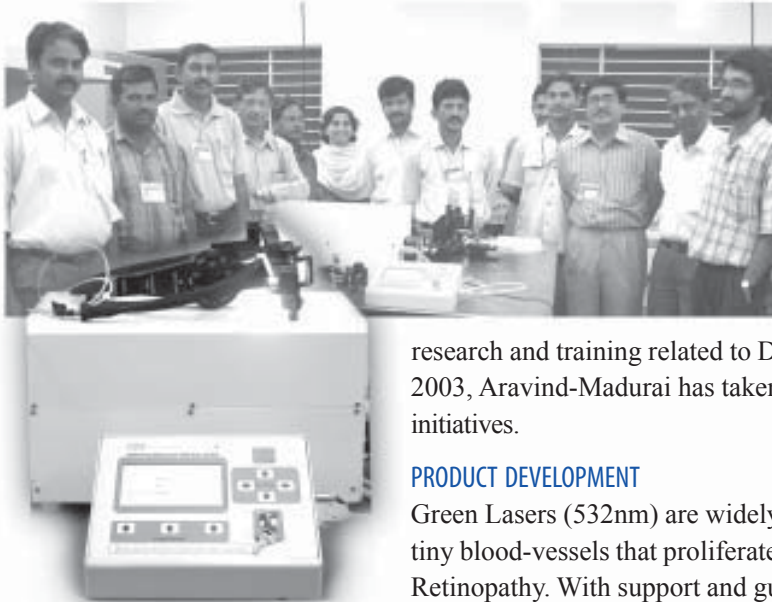 research and training related to D
2003, Aravind-Madurai has taken
initiatives.
PRODUCT DEVELOPMENT
Green Lasers (532nm) are widely
tiny blood-vessels that proliferate
Retinopathy. With support and gu